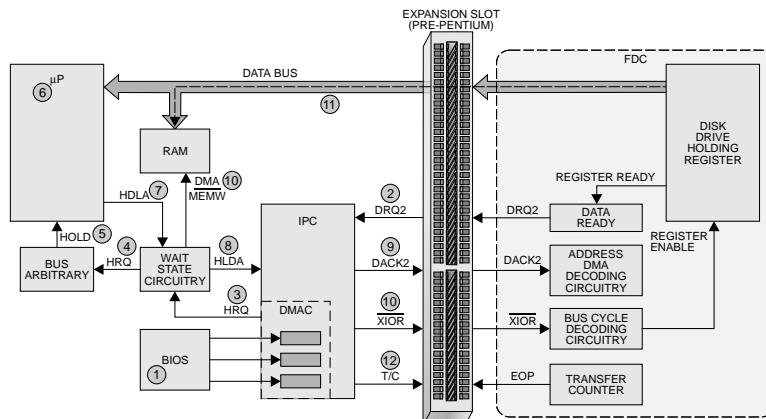 EXPANSION SLOT
(PRE-PENTIUM)
FDC
µP
6
DATA BUS
11
DISK
DRIVE
HOLDING
REGISTER
RAM
HDLA 7
DMA 10
MEMW
REGISTER READY
2
DRQ2
DRQ2
DATA
READY
REGISTER
ENABLE
HOLD 5
IPC
4
HRQ
8
HLDA
9
DACK2
DACK2
BUS
ARBITRARY
WAIT
STATE
CIRCUITRY
ADDRESS
DMA
DECODING
CIRCUITRY
3
HRQ
DMAC
10
XIOR
XIOR
BUS CYCLE
DECODING
CIRCUITRY
BIOS
1
12
T/C
EOP
TRANSFER
COUNTER